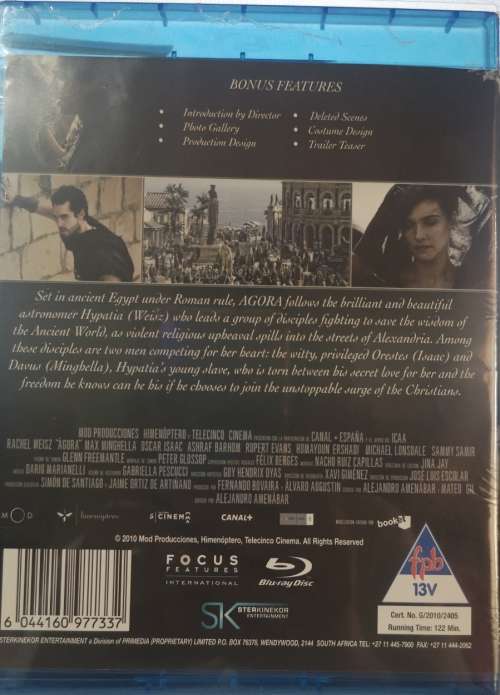 BONUS FEATURES
• Introduction by Director
• Photo Gallery
• Production Design
• Deleted Scenes
• Costume Design
• Trailer Teaser
Set in ancient Egypt under Roman rule, AGORA follows the brilliant and beautiful
astronomer Hypatia (Weisz) who leads a group of disciples fighting to save the wisdom of
the Ancient World, as violent religious upheaval spills into the streets of Alexandria. Among
these disciples are two men competing for her heart: the witty, privileged Orestes (Isaac) and
Davus (Minghella), Hypatia's young slave, who is torn between his secret love for her and the
freedom he knows can be his if he chooses to join the unstoppable surge of the Christians.
MOD PRODUCCIONES HIMENÓPTERO TELECINCO CINEMA CANAL+ ESPAÑA ICAA
RACHEL WEISZ "ÁGORA" MAX MINGHELLA OSCAR ISAAC ASHRAF BARHOM RUPERT EVANS HOMAYOUN ERSHADI MICHAEL LONSDALE SAMMY SAMIR
GLENN FREEMANTLE PETER GLOSSOP FÉLIX BERGÉS NACHO RUIZ CAPILLAS JINA JAY
DARIO MARIANELLI GABRIELLA PESCUCCI GUY HENDRIX DYAS XAVI GIMÉNEZ JOSÉ LUIS ESCOLAR
SIMÓN DE SANTIAGO JAIME ORTIZ DE ARTIÑANO FERNANDO BOVAIRA ÁLVARO AUGUSTIN ALEJANDRO AMENÁBAR MATEO GIL
ALEJANDRO AMENÁBAR
MOD himenóptero CINEMA CANAL+ book
© 2010 Mod Producciones, Himenóptero, Telecinco Cinema. All Rights Reserved.
FOCUS
FEATURES
INTERNATIONAL
Blu-ray Disc
fpb
13V
6 044160 977337
SK STERKINEKOR
ENTERTAINMENT
Cert. No. G/2010/2405
Running Time: 122 Min.
STERKINEKOR ENTERTAINMENT a Division of PRIMEDIA (PROPRIETARY) LIMITED P.O. BOX 76375, WENDYWOOD, 2144 SOUTH AFRICA TEL: +27 11 445-7900 FAX: +27 11 444-2052